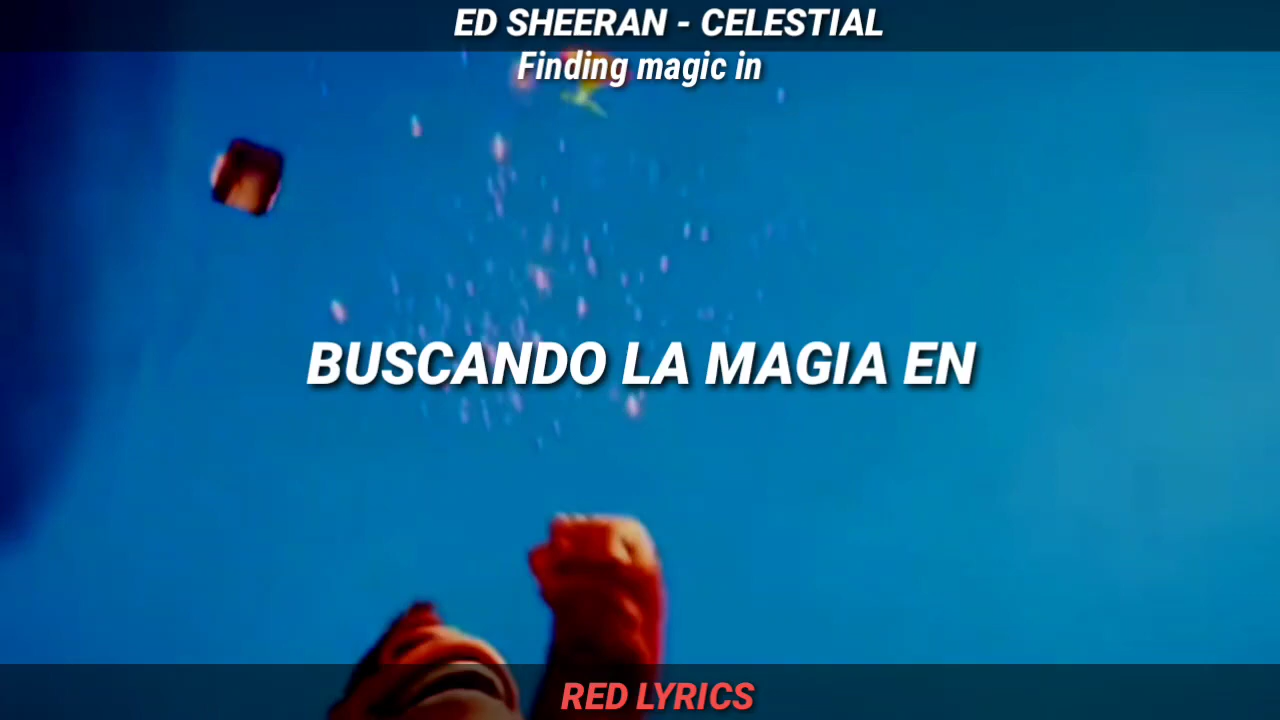 ED SHEERAN - CELESTIAL
Finding magic in
BUSCANDO LA MAGIA EN
RED LYRICS